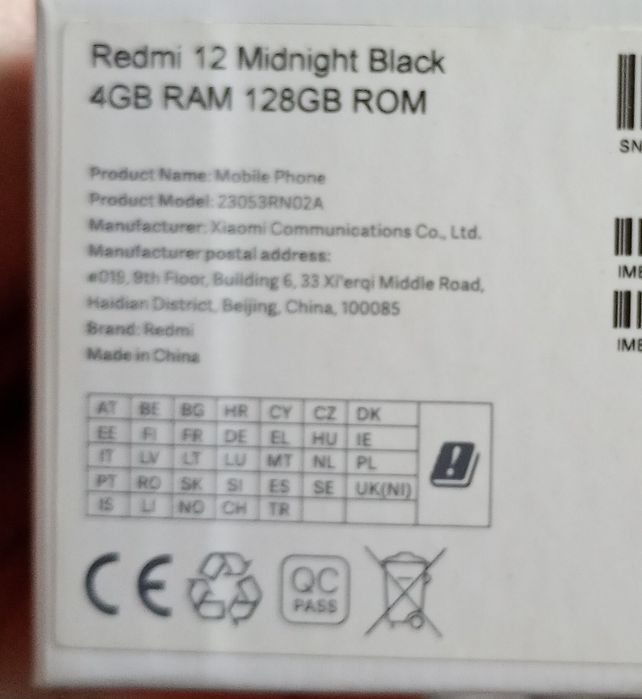 Redmi 12 Midnight Black
4GB RAM 128GB ROM
SN
Product Name: Mobile Phone
Product Model: 23053RN02A
Manufacturer: Xiaomi Communications Co., Ltd.
Manufacturer postal address:
#019, 9th Floor, Building 6, 33 Xi'erqi Middle Road,
Haidian District, Beijing, China, 100085
Brand: Redmi
Made in China
IME
IME
AT BE BG HR CY CZ DK
EE FI FR DE EL HU IE
IT LV LT LU MT NL PL
PT RO SK SI ES SE UK(NI)
IS LI NO CH TR
CE
QC
PASS